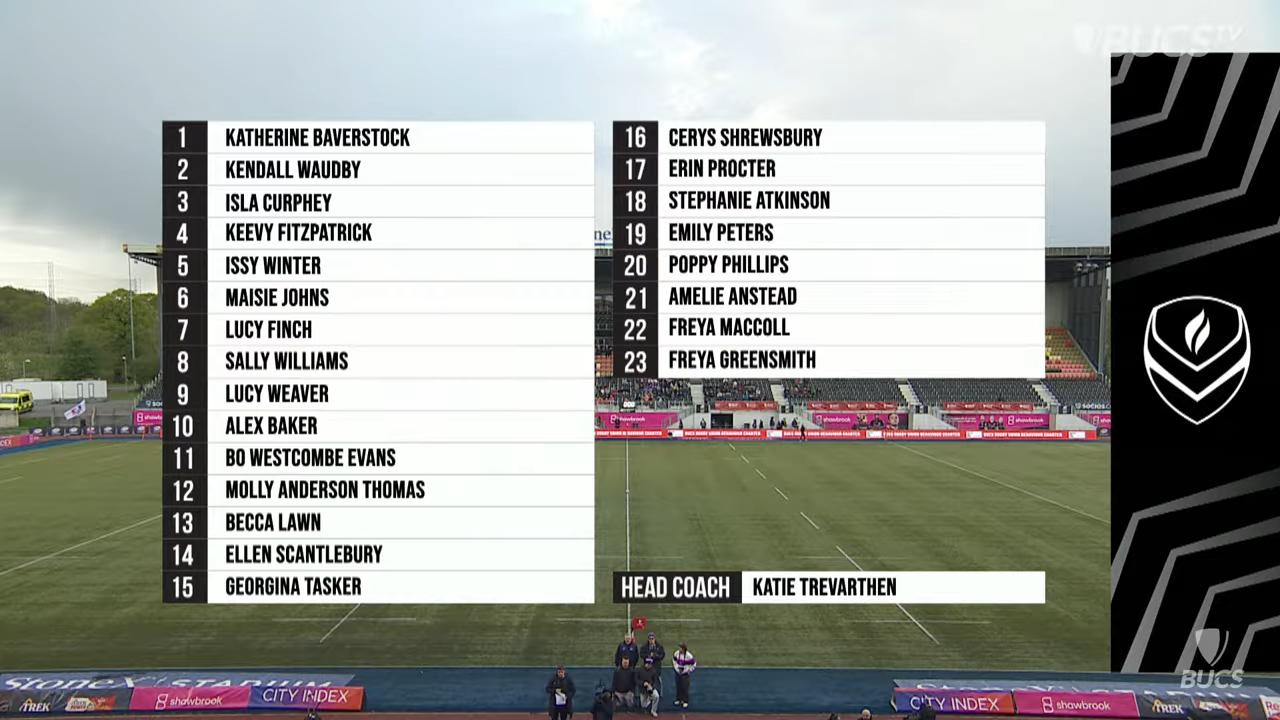 BUCS TV
1 KATHERINE BAVERSTOCK
2 KENDALL WAUDBY
3 ISLA CURPHEY
4 KEEVY FITZPATRICK
5 ISSY WINTER
6 MAISIE JOHNS
7 LUCY FINCH
8 SALLY WILLIAMS
9 LUCY WEAVER
10 ALEX BAKER
11 BO WESTCOMBE EVANS
12 MOLLY ANDERSON THOMAS
13 BECCA LAWN
14 ELLEN SCANTLEBURY
15 GEORGINA TASKER
16 CERYS SHREWSBURY
17 ERIN PROCTER
18 STEPHANIE ATKINSON
19 EMILY PETERS
20 POPPY PHILLIPS
21 AMELIE ANSTEAD
22 FREYA MACCOLL
23 FREYA GREENSMITH
HEAD COACH KATIE TREVARTHEN
shawbrook
shawbrook
shawbrook
StoneX STADIUM
TREK
shawbrook
CITY INDEX
CITY INDEX
shawbrook
TREK
BUCS